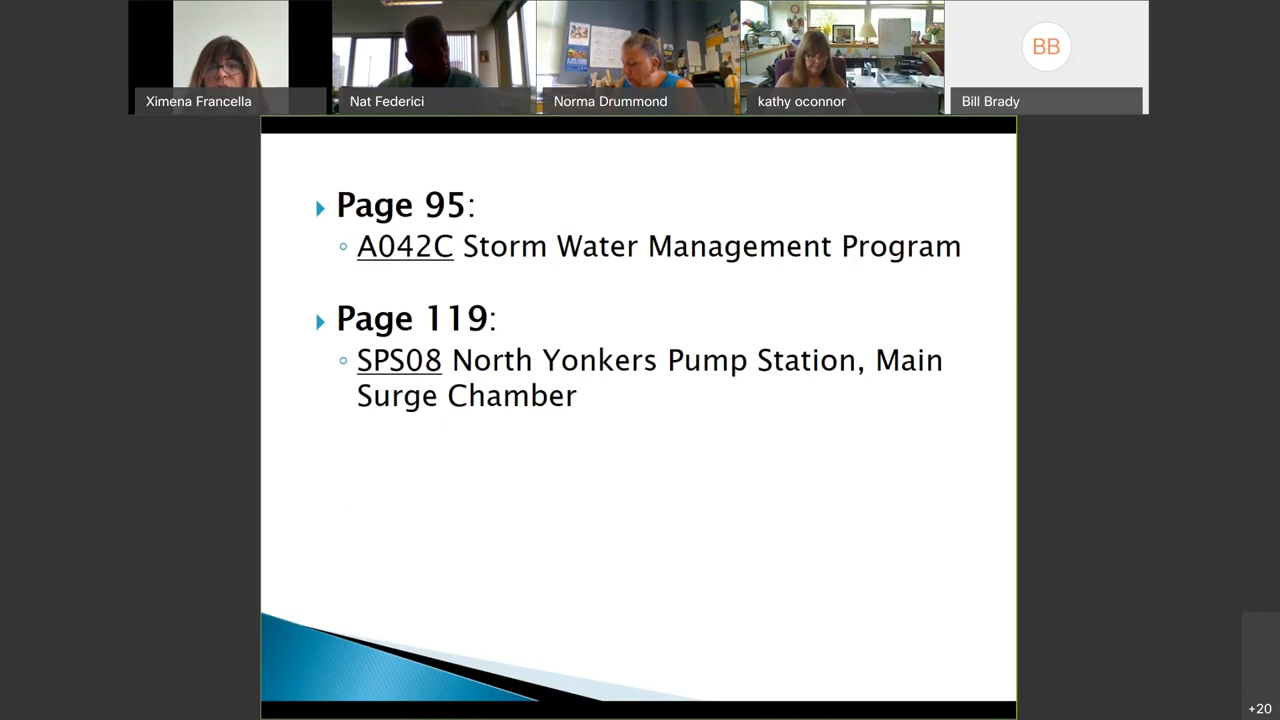 Ximena Francella
Nat Federici
Norma Drummond
kathy oconnor
BB
Bill Brady
Page 95:
A042C Storm Water Management Program
Page 119:
SPS08 North Yonkers Pump Station, Main
Surge Chamber
+20